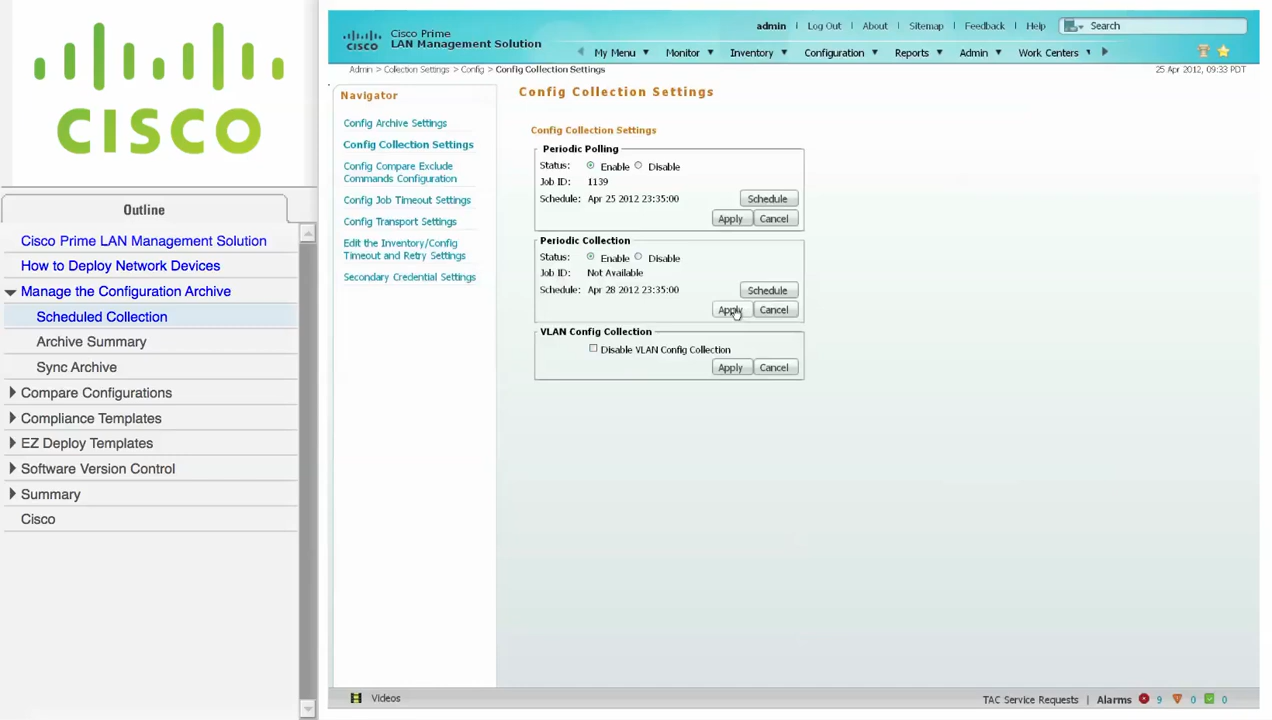 CISCO
Outline
Cisco Prime LAN Management Solution
How to Deploy Network Devices
Manage the Configuration Archive
Scheduled Collection
Archive Summary
Sync Archive
Compare Configurations
Compliance Templates
EZ Deploy Templates
Software Version Control
Summary
Cisco
admin | Log Out | About | Sitemap | Feedback | Help Search
CISCO
Cisco Prime
LAN Management Solution
My Menu Monitor Inventory Configuration Reports Admin Work Centers
Admin > Collection Settings > Config > Config Collection Settings
25 Apr 2012, 09:33 PDT
Navigator
Config Archive Settings
Config Collection Settings
Config Compare Exclude
Commands Configuration
Config Job Timeout Settings
Config Transport Settings
Edit the Inventory/Config
Timeout and Retry Settings
Secondary Credential Settings
Config Collection Settings
Config Collection Settings
Periodic Polling
Status: Enable Disable
Job ID: 1139
Schedule: Apr 25 2012 23:35:00 Schedule
Apply Cancel
Periodic Collection
Status: Enable Disable
Job ID: Not Available
Schedule: Apr 28 2012 23:35:00 Schedule
Apply Cancel
VLAN Config Collection
Disable VLAN Config Collection
Apply Cancel
Videos
TAC Service Requests | Alarms 9 0 0